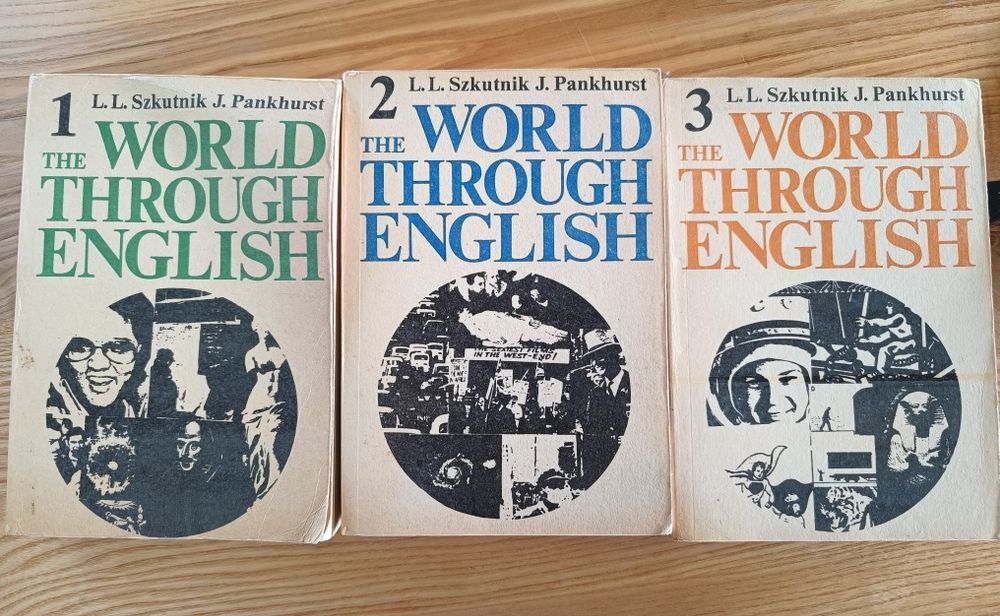 1 L. L. Szkutnik J. Pankhurst
THE WORLD
THROUGH
ENGLISH
2 L. L. Szkutnik J. Pankhurst
THE WORLD
THROUGH
ENGLISH
IN THE WEST-END!
3 L. L. Szkutnik J. Pankhurst
THE WORLD
THROUGH
ENGLISH